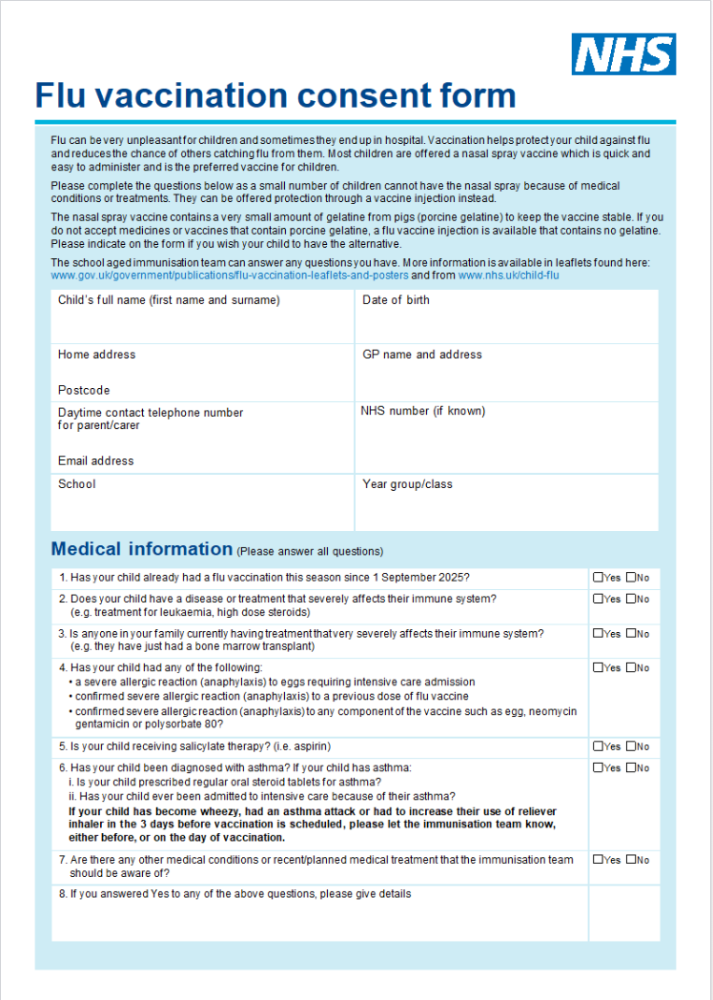 NHS
Flu vaccination consent form
Flu can be very unpleasant for children and sometimes they end up in hospital. Vaccination helps protect your child against flu
and reduces the chance of others catching flu from them. Most children are offered a nasal spray vaccine which is quick and
easy to administer and is the preferred vaccine for children.
Please complete the questions below as a small number of children cannot have the nasal spray because of medical
conditions or treatments. They can be offered protection through a vaccine injection instead.
The nasal spray vaccine contains a very small amount of gelatine from pigs (porcine gelatine) to keep the vaccine stable. If you
do not accept medicines or vaccines that contain porcine gelatine, a flu vaccine injection is available that contains no gelatine.
Please indicate on the form if you wish your child to have the alternative.
The school aged immunisation team can answer any questions you have. More information is available in leaflets found here:
www.gov.uk/government/publications/flu-vaccination-leaflets-and-posters and from www.nhs.uk/child-flu
Child's full name (first name and surname)
Date of birth
Home address
GP name and address
Postcode
Daytime contact telephone number
for parent/carer
NHS number (if known)
Email address
School
Year group/class
Medical information (Please answer all questions)
1. Has your child already had a flu vaccination this season since 1 September 2025? Yes No
2. Does your child have a disease or treatment that severely affects their immune system? Yes No
(e.g. treatment for leukaemia, high dose steroids)
3. Is anyone in your family currently having treatment that very severely affects their immune system? Yes No
(e.g. they have just had a bone marrow transplant)
4. Has your child had any of the following: Yes No
• a severe allergic reaction (anaphylaxis) to eggs requiring intensive care admission
• confirmed severe allergic reaction (anaphylaxis) to a previous dose of flu vaccine
• confirmed severe allergic reaction (anaphylaxis) to any component of the vaccine such as egg, neomycin
gentamicin or polysorbate 80?
5. Is your child receiving salicylate therapy? (i.e. aspirin) Yes No
6. Has your child been diagnosed with asthma? If your child has asthma: Yes No
i. Is your child prescribed regular oral steroid tablets for asthma?
ii. Has your child ever been admitted to intensive care because of their asthma?
If your child has become wheezy, had an asthma attack or had to increase their use of reliever
inhaler in the 3 days before vaccination is scheduled, please let the immunisation team know,
either before, or on the day of vaccination.
7. Are there any other medical conditions or recent/planned medical treatment that the immunisation team Yes No
should be aware of?
8. If you answered Yes to any of the above questions, please give details